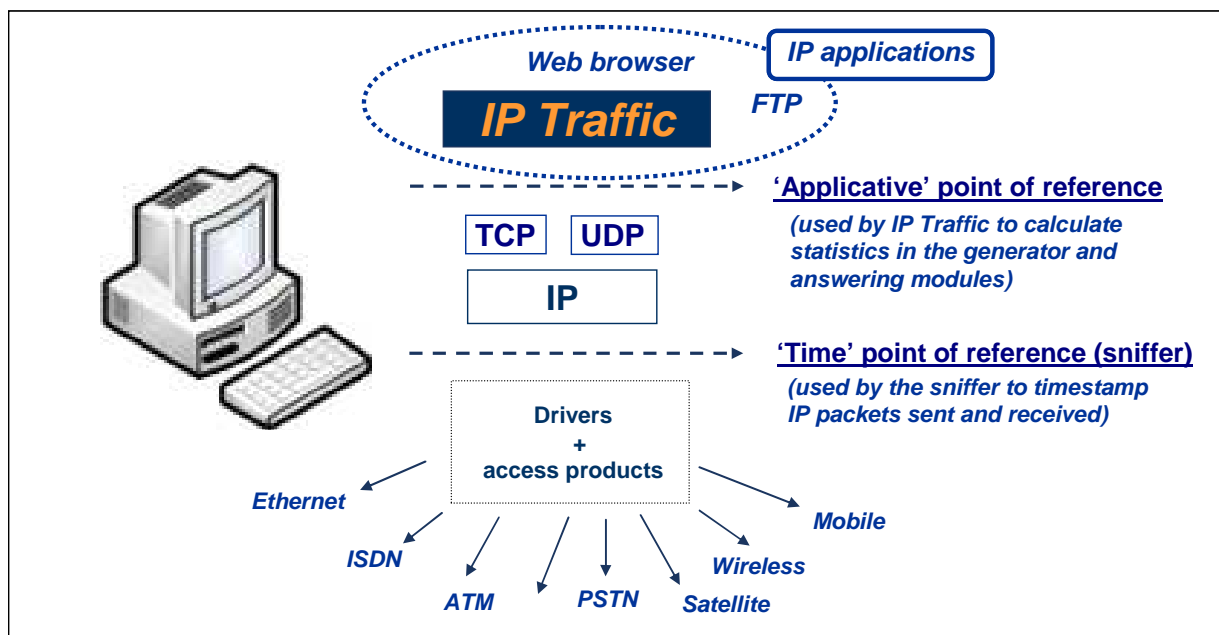 IP applications
Web browser
FTP
IP Traffic
'Applicative' point of reference
(used by IP Traffic to calculate
statistics in the generator and
answering modules)
TCP UDP
IP
'Time' point of reference (sniffer)
(used by the sniffer to timestamp
IP packets sent and received)
Drivers
+
access products
Ethernet
Mobile
ISDN
Wireless
ATM
PSTN
Satellite